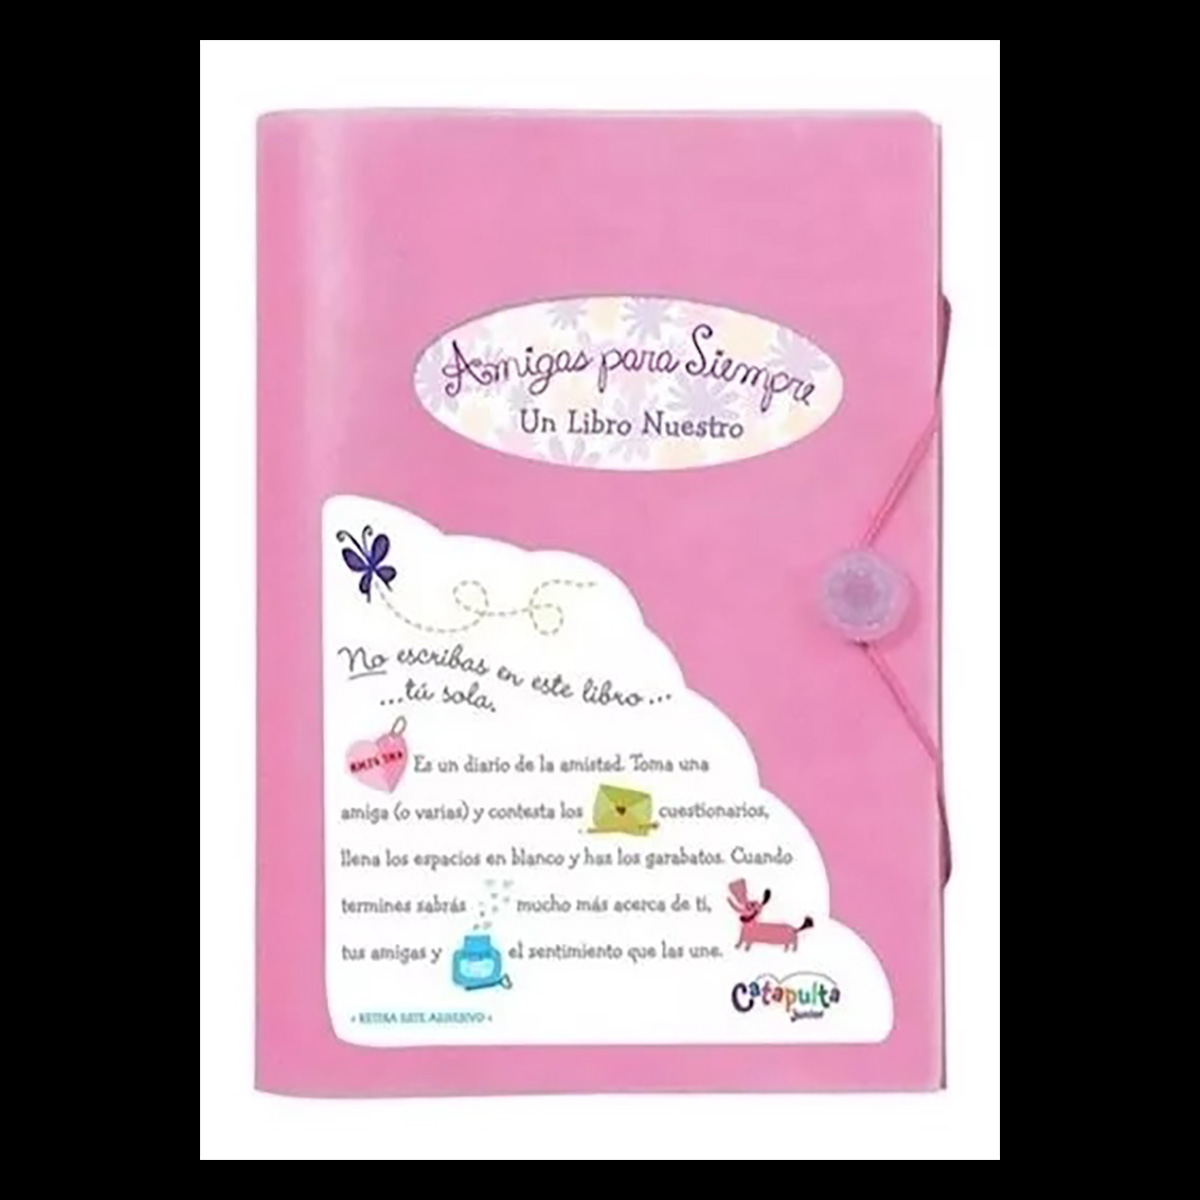 Amigas para Siempre
Un Libro Nuestro
No escribas en este libro...
...tú sola.
Es un diario de la amistad. Toma una
amiga (o varias) y contesta los cuestionarios,
llena los espacios en blanco y haz los garabatos. Cuando
termines sabrás mucho más acerca de ti,
tus amigas y el sentimiento que las une.
Catapulta
Junior
• RETIRA ESTE ADHESIVO •